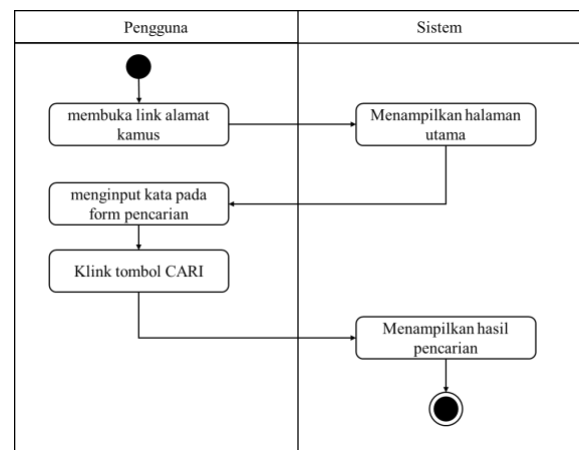 Pengguna
Sistem
membuka link alamat
kamus
Menampilkan halaman
utama
menginput kata pada
form pencarian
Klink tombol CARI
Menampilkan hasil
pencarian